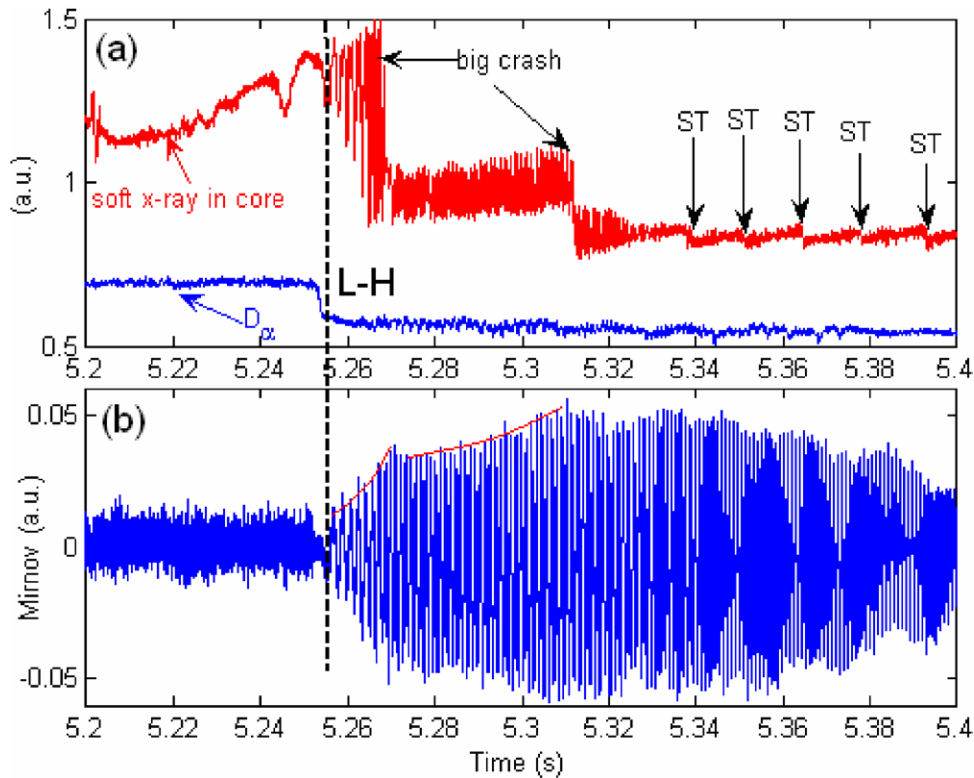 (a)
1.5
1
0.5
(a.u.)
big crash
ST ST ST ST ST
soft x-ray in core
L-H
Dα
5.2 5.22 5.24 5.26 5.28 5.3 5.32 5.34 5.36 5.38 5.4
(b)
0.05
0
-0.05
Mirnov (a.u.)
5.2 5.22 5.24 5.26 5.28 5.3 5.32 5.34 5.36 5.38 5.4
Time (s)